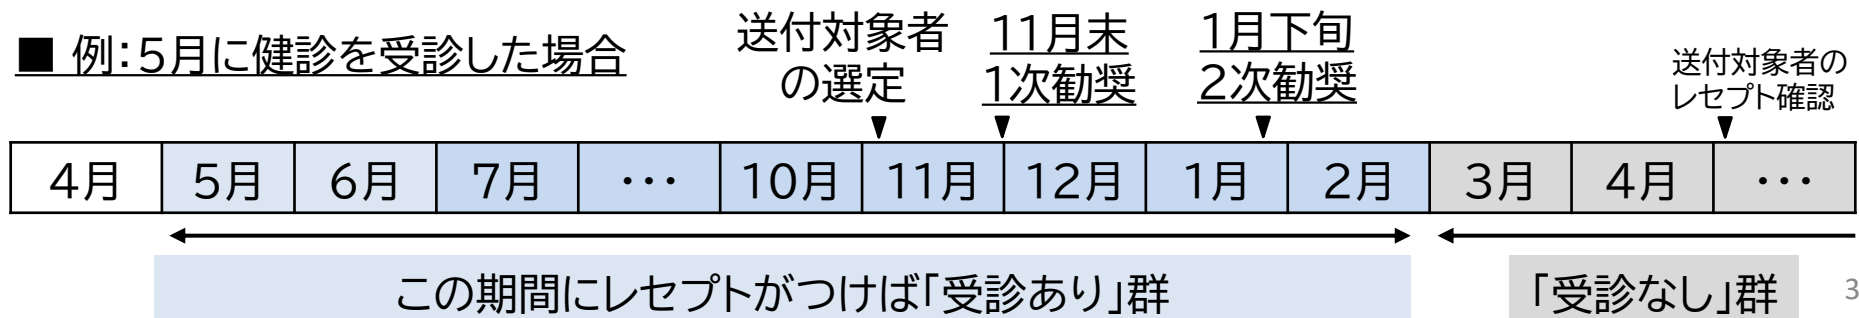 ■ 例:5月に健診を受診した場合
送付対象者
の選定
11月末
1次勧奨
1月下旬
2次勧奨
送付対象者の
レセプト確認
4月 5月 6月 7月 ・・・ 10月 11月 12月 1月 2月 3月 4月 ・・・
この期間にレセプトがつけば「受診あり」群
「受診なし」群
3